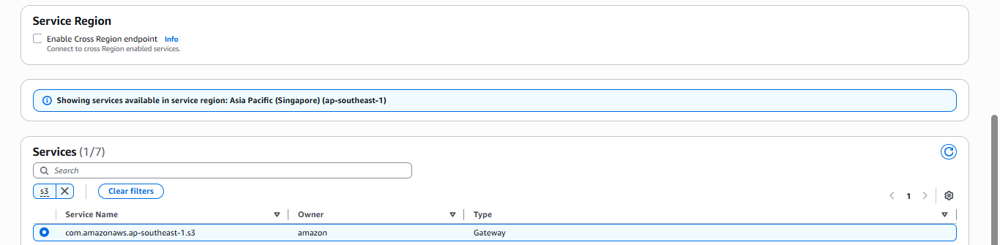 Service Region
Enable Cross Region endpoint Info
Connect to cross Region enabled services.
Showing services available in service region: Asia Pacific (Singapore) (ap-southeast-1)
Services (1/7)
Search
s3 Clear filters
1
Service Name Owner Type
com.amazonaws.ap-southeast-1.s3 amazon Gateway